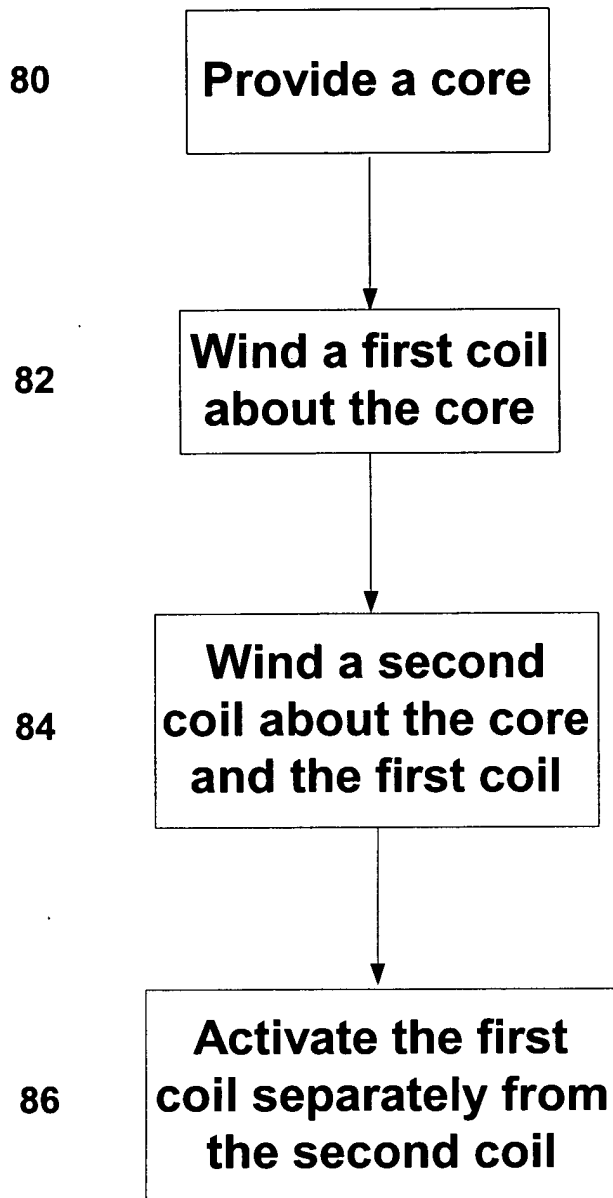 80
Provide a core
82
Wind a first coil
about the core
84
Wind a second
coil about the core
and the first coil
86
Activate the first
coil separately from
the second coil